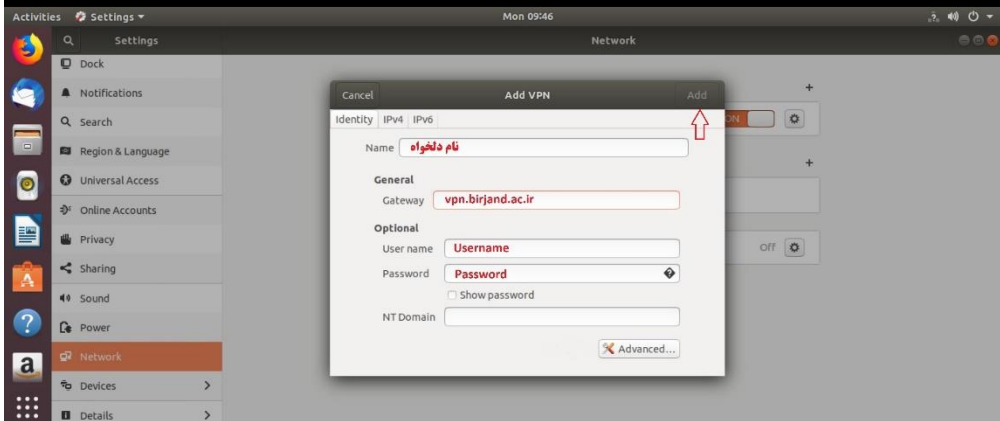 Activities Settings Mon 09:46
Settings Network
Dock
Notifications
Search
Region & Language
Universal Access
Online Accounts
Privacy
Sharing
Sound
Power
Network
Devices
Details
Cancel Add VPN Add
Identity IPv4 IPv6
Name نام دلخواه
General
Gateway vpn.birjand.ac.ir
Optional
User name Username
Password Password
Show password
NT Domain
Advanced...
ON
Off
a